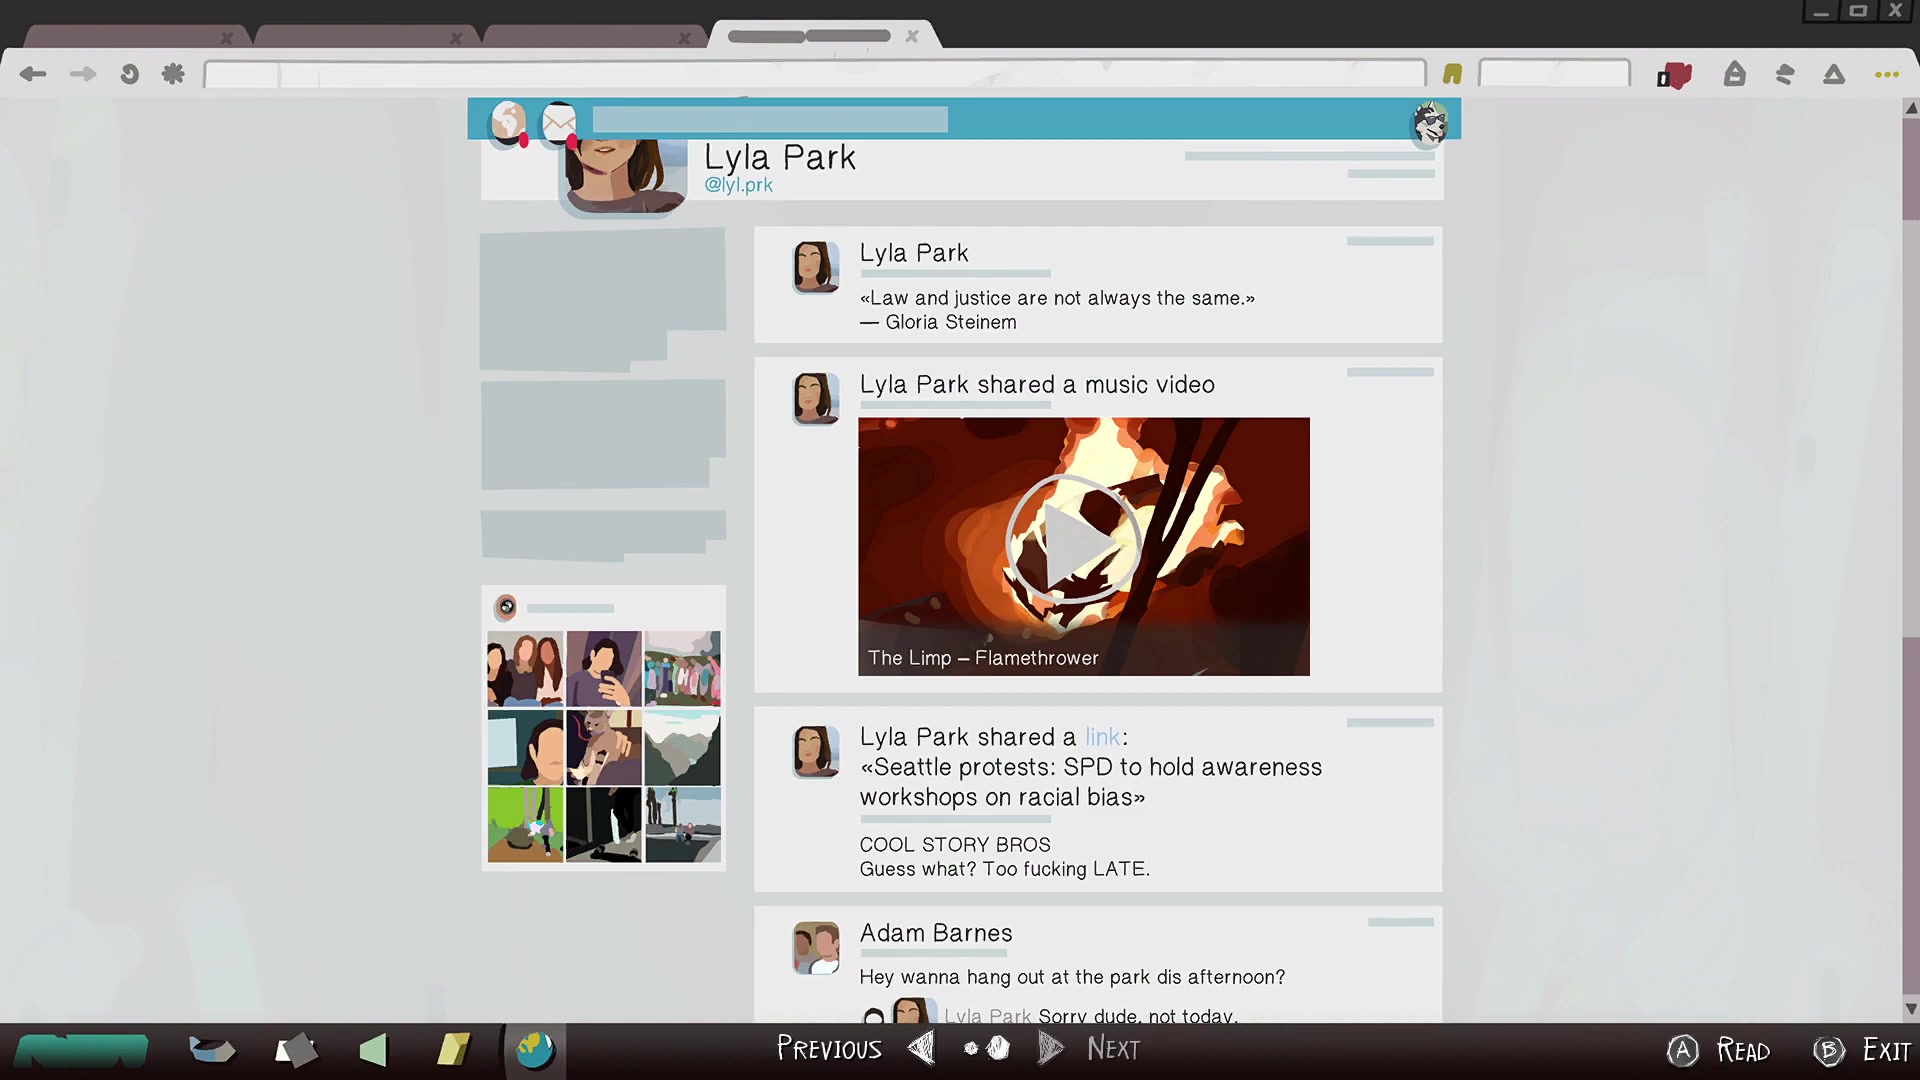 Lyla Park
@lyl.prk
Lyla Park
«Law and justice are not always the same.»
— Gloria Steinem
Lyla Park shared a music video
The Limp – Flamethrower
Lyla Park shared a link:
«Seattle protests: SPD to hold awareness
workshops on racial bias»
COOL STORY BROS
Guess what? Too fucking LATE.
Adam Barnes
Hey wanna hang out at the park dis afternoon?
Lyla Park Sorry dude, not today.
PREVIOUS NEXT
A READ B EXIT